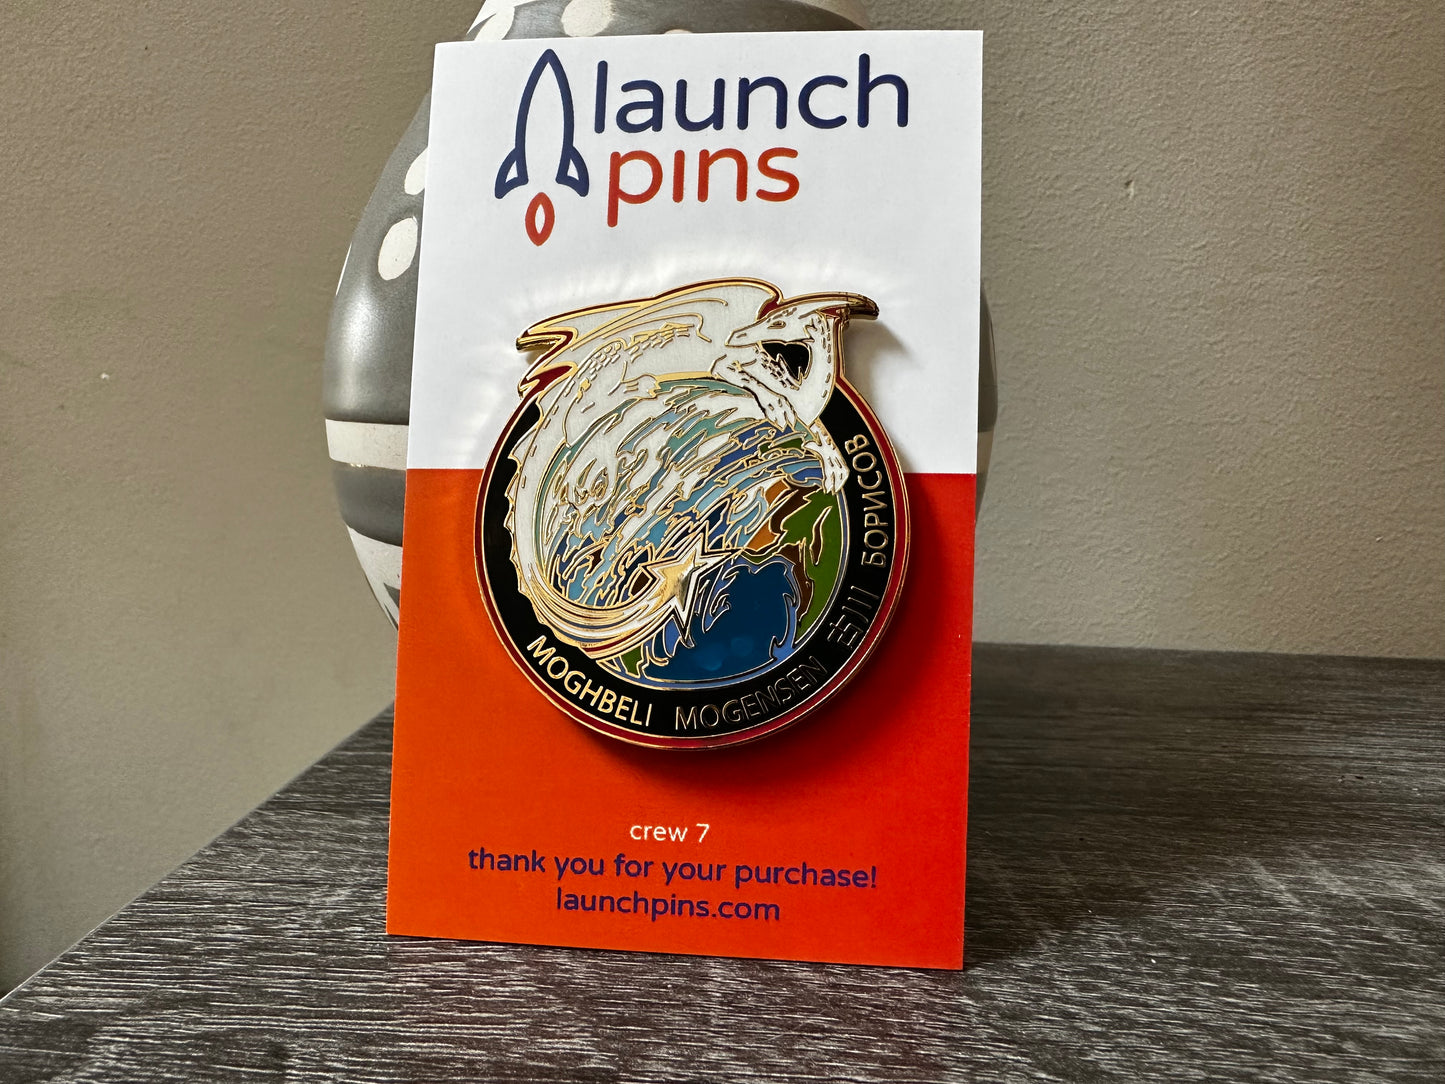 launch
pins
MOGHBELI MOGENSEN 古川 БОРИСОВ
crew 7
thank you for your purchase!
launchpins.com